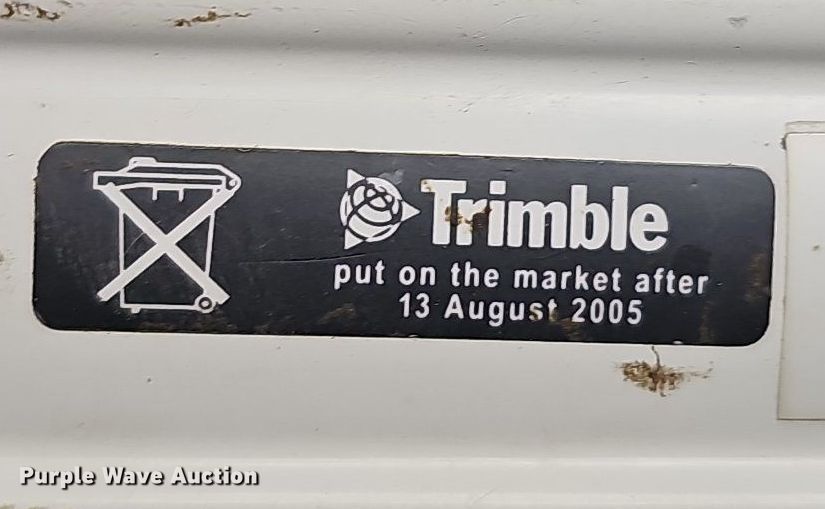 Trimble
put on the market after
13 August 2005
Purple Wave Auction